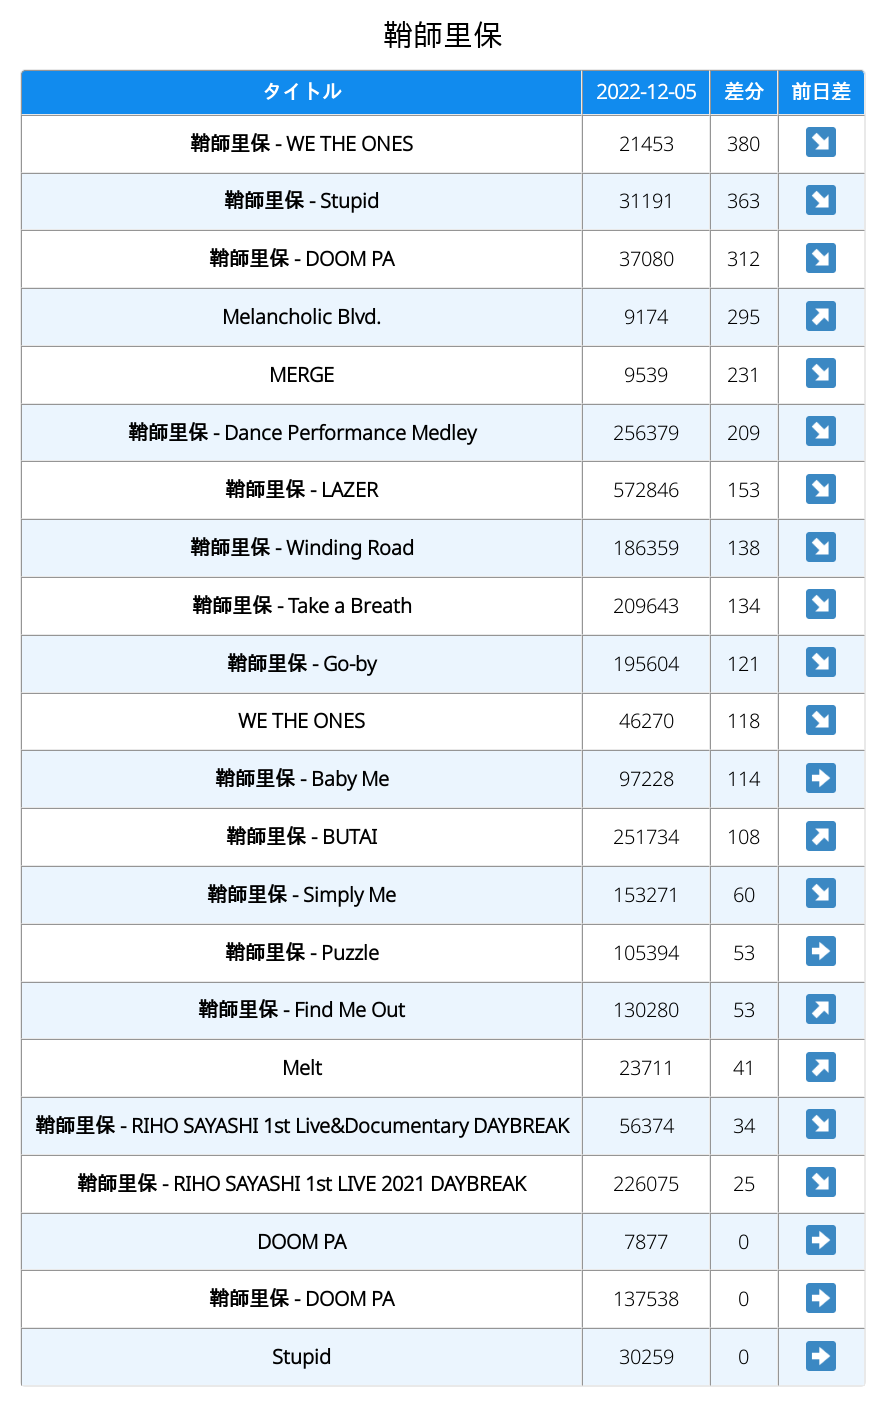 鞘師里保
タイトル 2022-12-05 差分 前日差
鞘師里保 - WE THE ONES 21453 380 ↘
鞘師里保 - Stupid 31191 363 ↘
鞘師里保 - DOOM PA 37080 312 ↘
Melancholic Blvd. 9174 295 ↗
MERGE 9539 231 ↘
鞘師里保 - Dance Performance Medley 256379 209 ↘
鞘師里保 - LAZER 572846 153 ↘
鞘師里保 - Winding Road 186359 138 ↘
鞘師里保 - Take a Breath 209643 134 ↘
鞘師里保 - Go-by 195604 121 ↘
WE THE ONES 46270 118 ↘
鞘師里保 - Baby Me 97228 114 ➡
鞘師里保 - BUTAI 251734 108 ↗
鞘師里保 - Simply Me 153271 60 ↘
鞘師里保 - Puzzle 105394 53 ➡
鞘師里保 - Find Me Out 130280 53 ↗
Melt 23711 41 ↗
鞘師里保 - RIHO SAYASHI 1st Live&Documentary DAYBREAK 56374 34 ↘
鞘師里保 - RIHO SAYASHI 1st LIVE 2021 DAYBREAK 226075 25 ↘
DOOM PA 7877 0 ➡
鞘師里保 - DOOM PA 137538 0 ➡
Stupid 30259 0 ➡